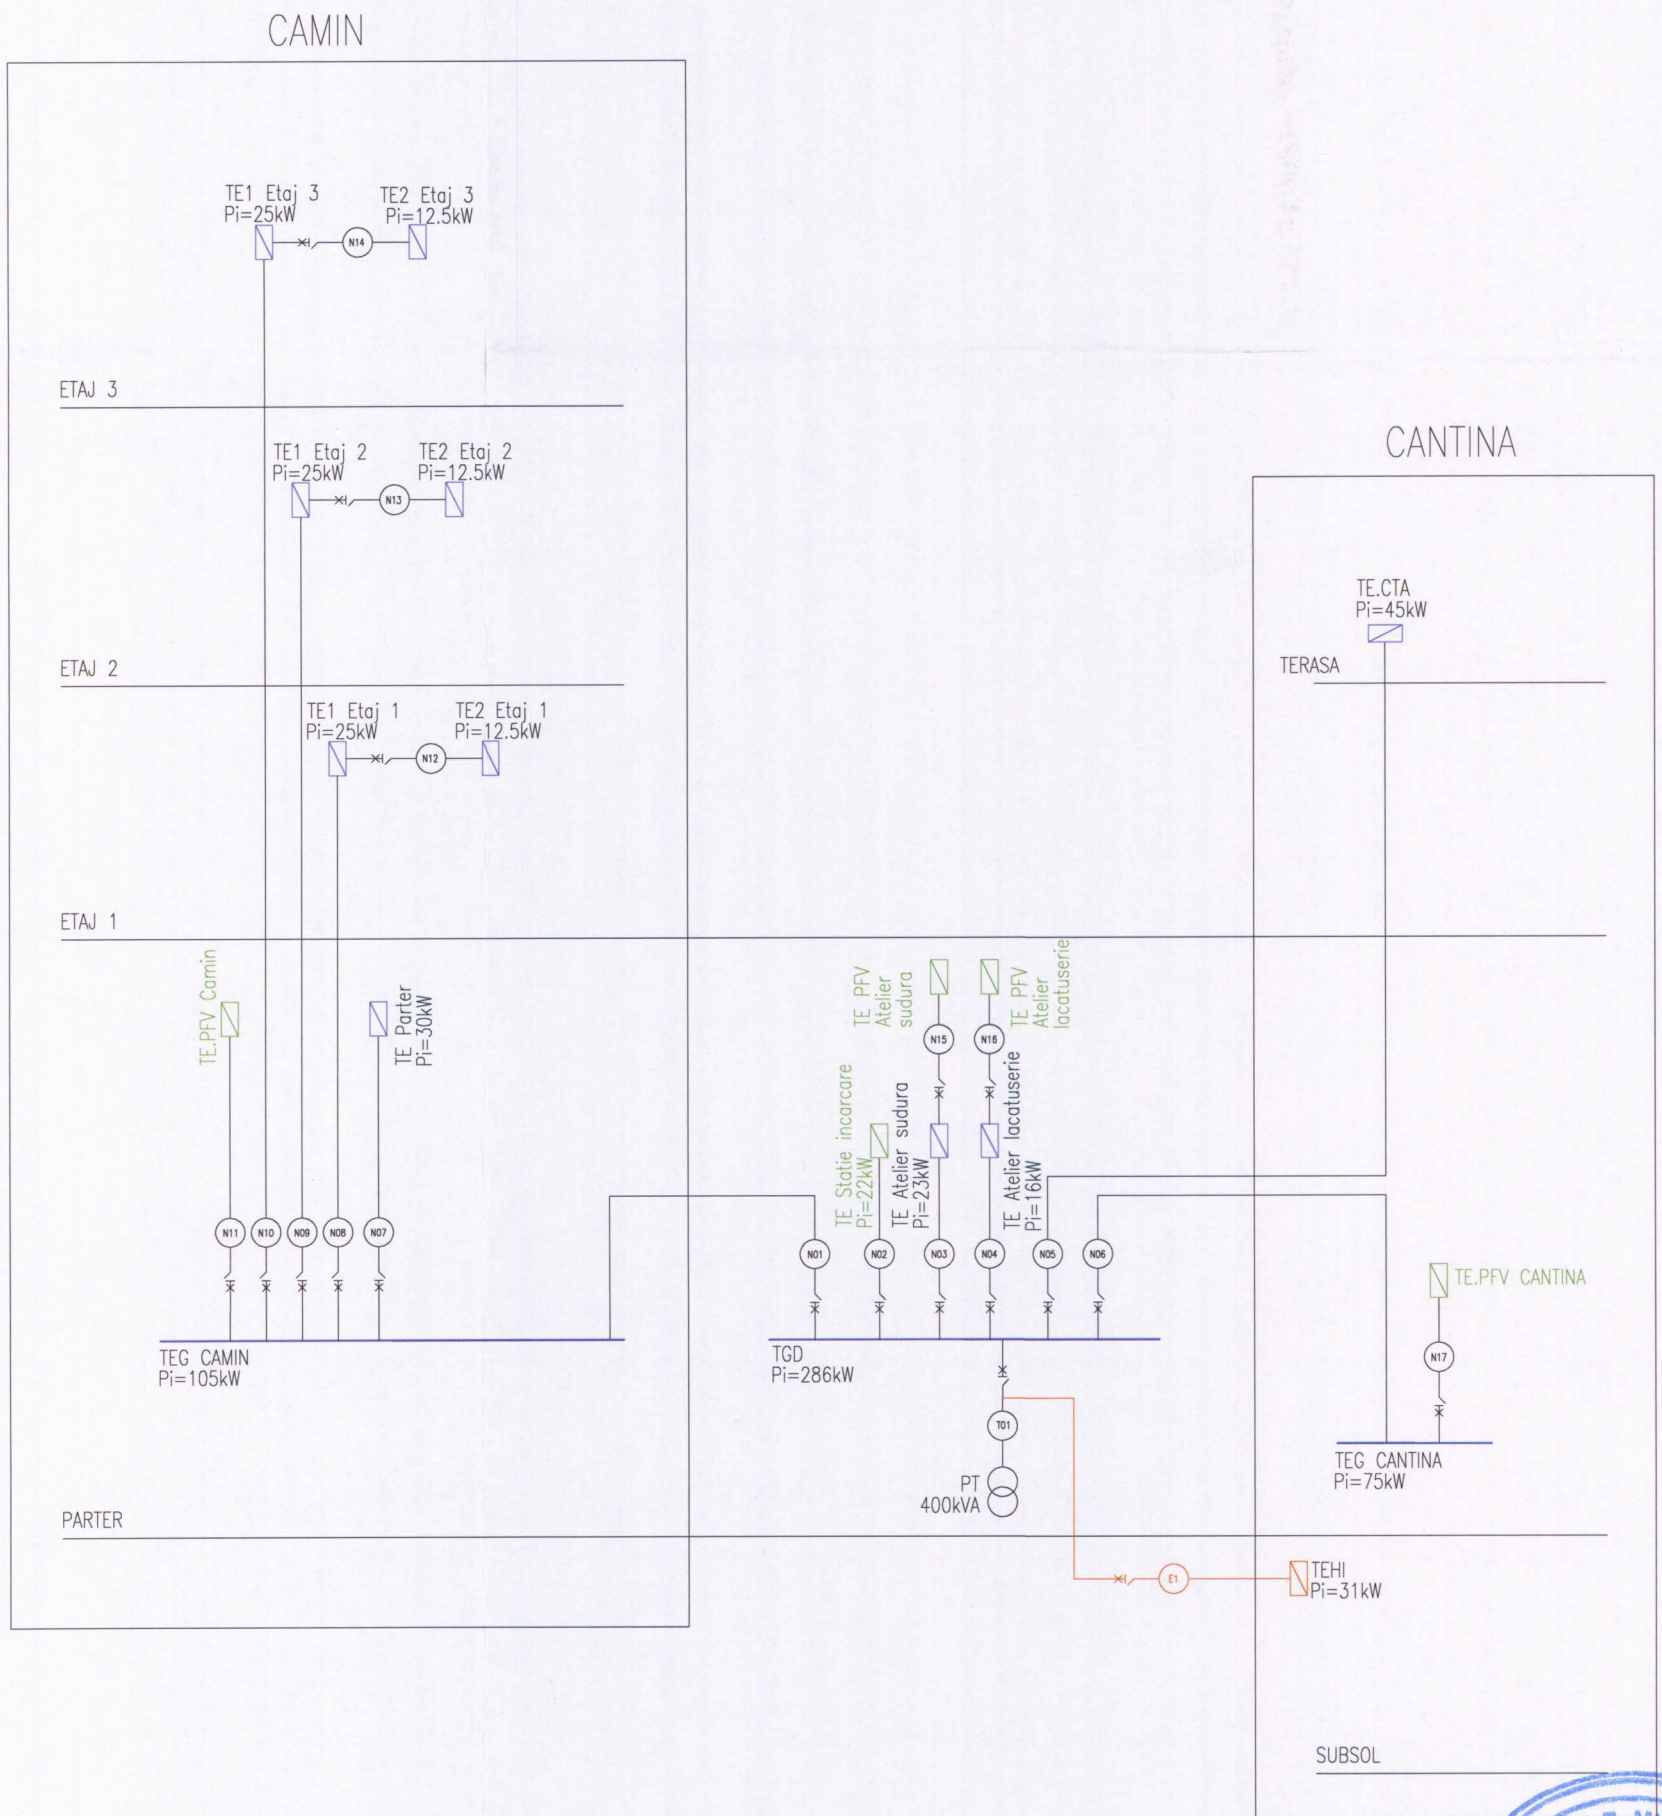 CAMIN
TE1 Etaj 3
Pi=25kW
TE2 Etaj 3
Pi=12.5kW
N14
ETAJ 3
TE1 Etaj 2
Pi=25kW
TE2 Etaj 2
Pi=12.5kW
N13
CANTINA
TE.CTA
Pi=45kW
TERASA
ETAJ 2
TE1 Etaj 1
Pi=25kW
TE2 Etaj 1
Pi=12.5kW
N12
ETAJ 1
TE.PFV Camin
TE Parter
Pi=30kW
TE PFV
Atelier
sudura
TE PFV
Atelier
lacatuserie
N15
N16
TE Statie incarcare
Pi=22kW
TE Atelier sudura
Pi=23kW
TE Atelier lacatuserie
Pi=16kW
N11
N10
N09
N08
N07
N01
N02
N03
N04
N05
N06
TE.PFV CANTINA
N17
TEG CAMIN
Pi=105kW
TGD
Pi=286kW
T01
PT
400kVA
TEG CANTINA
Pi=75kW
PARTER
E1
TEHI
Pi=31kW
SUBSOL